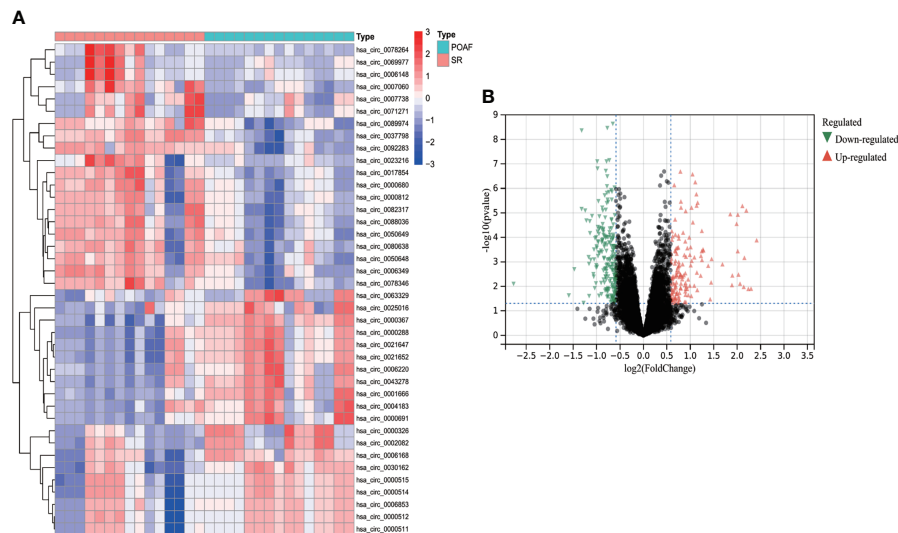 A
Type
POAF
SR
3
2
1
0
−1
−2
−3
Type
hsa_circ_0078264
hsa_circ_0069977
hsa_circ_0006148
hsa_circ_0007060
hsa_circ_0007738
hsa_circ_0071271
hsa_circ_0089974
hsa_circ_0037798
hsa_circ_0092283
hsa_circ_0023216
hsa_circ_0017854
hsa_circ_0000680
hsa_circ_0000812
hsa_circ_0082317
hsa_circ_0088036
hsa_circ_0050649
hsa_circ_0080638
hsa_circ_0050648
hsa_circ_0006349
hsa_circ_0078346
hsa_circ_0063329
hsa_circ_0025016
hsa_circ_0000367
hsa_circ_0000288
hsa_circ_0021647
hsa_circ_0021652
hsa_circ_0006220
hsa_circ_0043278
hsa_circ_0001666
hsa_circ_0004183
hsa_circ_0000691
hsa_circ_0000326
hsa_circ_0002082
hsa_circ_0006168
hsa_circ_0030162
hsa_circ_0000515
hsa_circ_0000514
hsa_circ_0006853
hsa_circ_0000512
hsa_circ_0000511
B
Regulated
Down-regulated
Up-regulated
-log10(pvalue)
9
8
7
6
5
4
3
2
1
0
−2.5 −2.0 −1.5 −1.0 −0.5 0.0 0.5 1.0 1.5 2.0 2.5 3.0 3.5
log2(FoldChange)